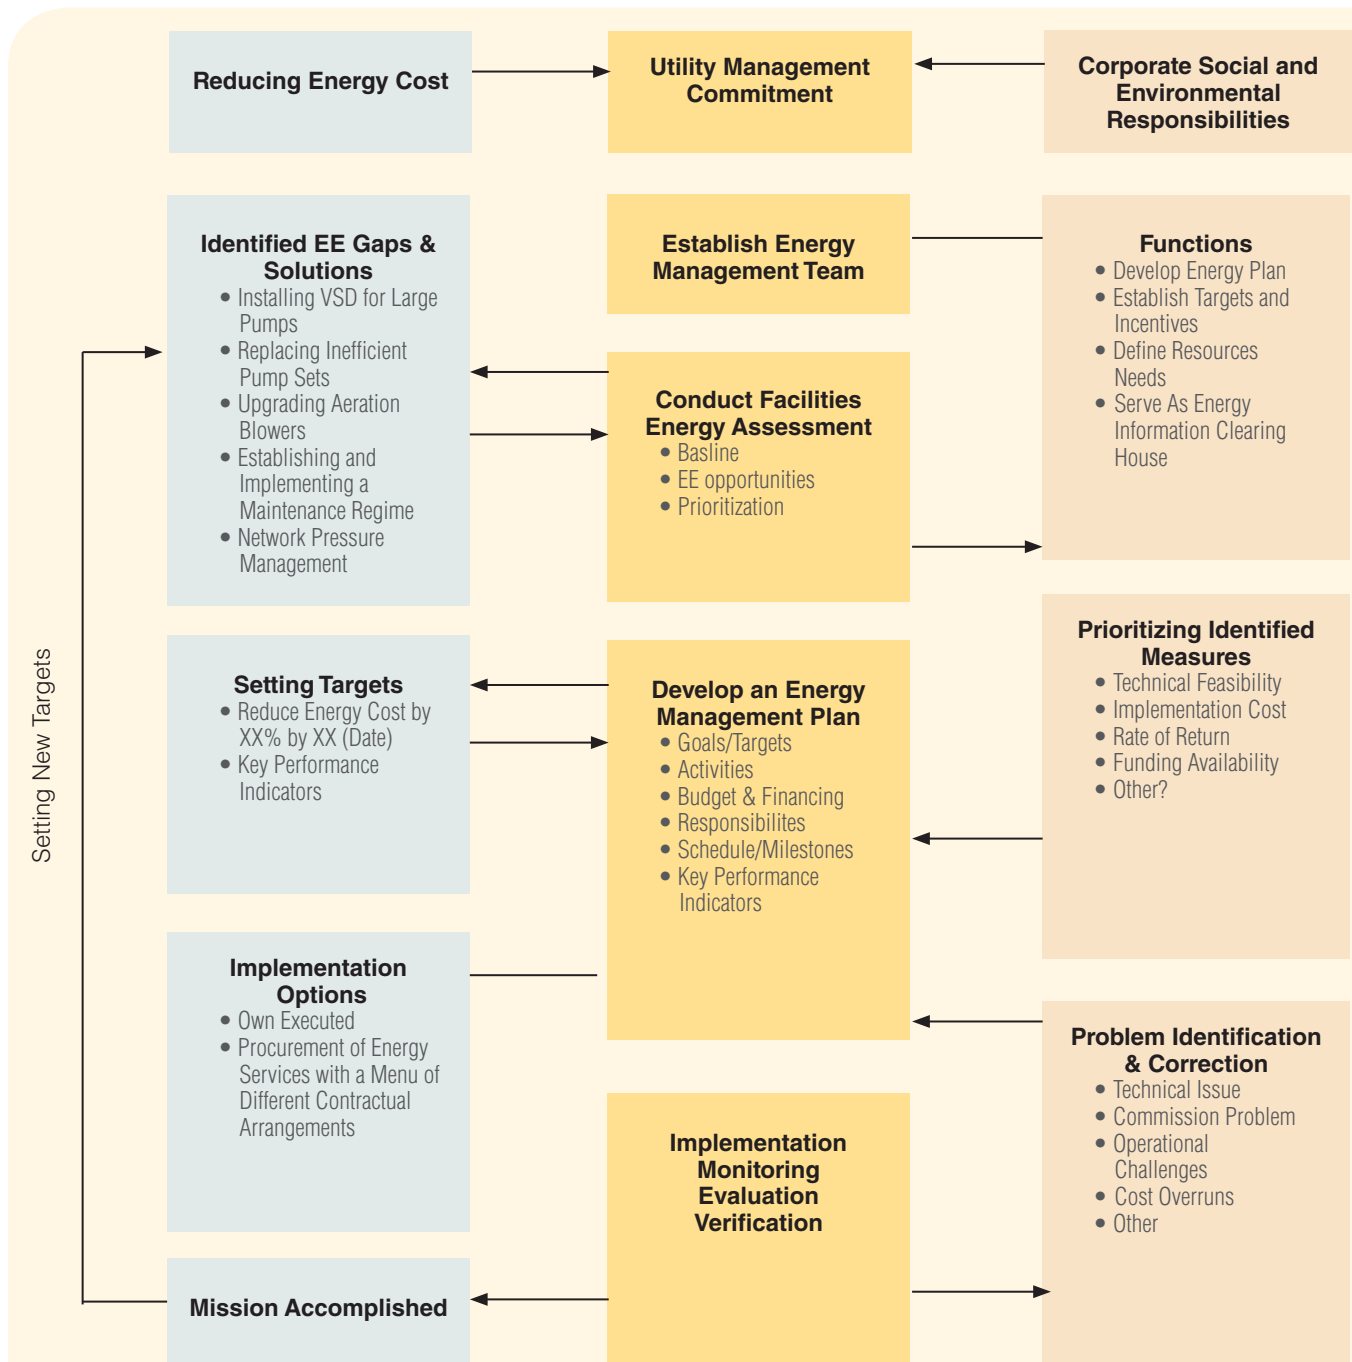 Reducing Energy Cost
Utility Management
Commitment
Corporate Social and
Environmental
Responsibilities
Identified EE Gaps &
Solutions
• Installing VSD for Large
Pumps
• Replacing Inefficient
Pump Sets
• Upgrading Aeration
Blowers
• Establishing and
Implementing a
Maintenance Regime
• Network Pressure
Management
Establish Energy
Management Team
Functions
• Develop Energy Plan
• Establish Targets and
Incentives
• Define Resources
Needs
• Serve As Energy
Information Clearing
House
Conduct Facilities
Energy Assessment
• Basline
• EE opportunities
• Prioritization
Setting New Targets
Setting Targets
• Reduce Energy Cost by
XX% by XX (Date)
• Key Performance
Indicators
Develop an Energy
Management Plan
• Goals/Targets
• Activities
• Budget & Financing
• Responsibilites
• Schedule/Milestones
• Key Performance
Indicators
Prioritizing Identified
Measures
• Technical Feasibility
• Implementation Cost
• Rate of Return
• Funding Availability
• Other?
Implementation
Options
• Own Executed
• Procurement of Energy
Services with a Menu of
Different Contractual
Arrangements
Problem Identification
& Correction
• Technical Issue
• Commission Problem
• Operational
Challenges
• Cost Overruns
• Other
Implementation
Monitoring
Evaluation
Verification
Mission Accomplished